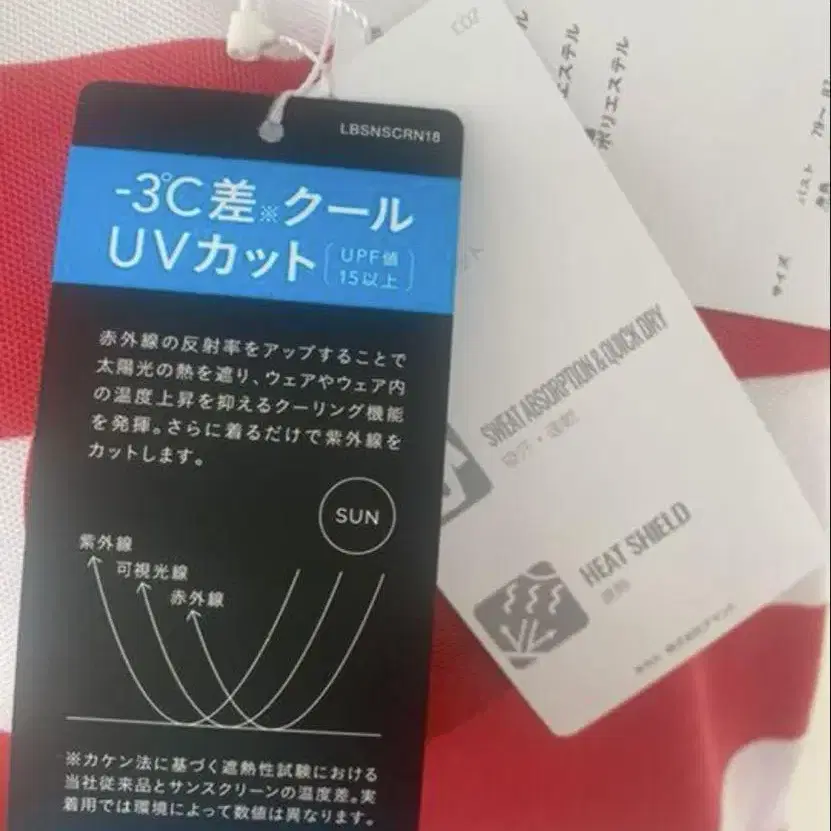 LBSNSCRN18
-3℃差※クール
UVカット(UPF値
15以上)
赤外線の反射率をアップすることで
太陽光の熱を遮り、ウェアやウェア内
の温度上昇を抑えるクーリング機能
を発揮。さらに着るだけで紫外線を
カットします。
SUN
紫外線
可視光線
赤外線
※カケン法に基づく遮熱性試験における
当社従来品とサンスクリーンの温度差。実
着用では環境によって数値は異なります。
SWEAT ABSORPTION & QUICK DRY
吸汗・速乾
HEAT SHIELD
遮熱
エステル
ポリエステル
バスト
サイズ